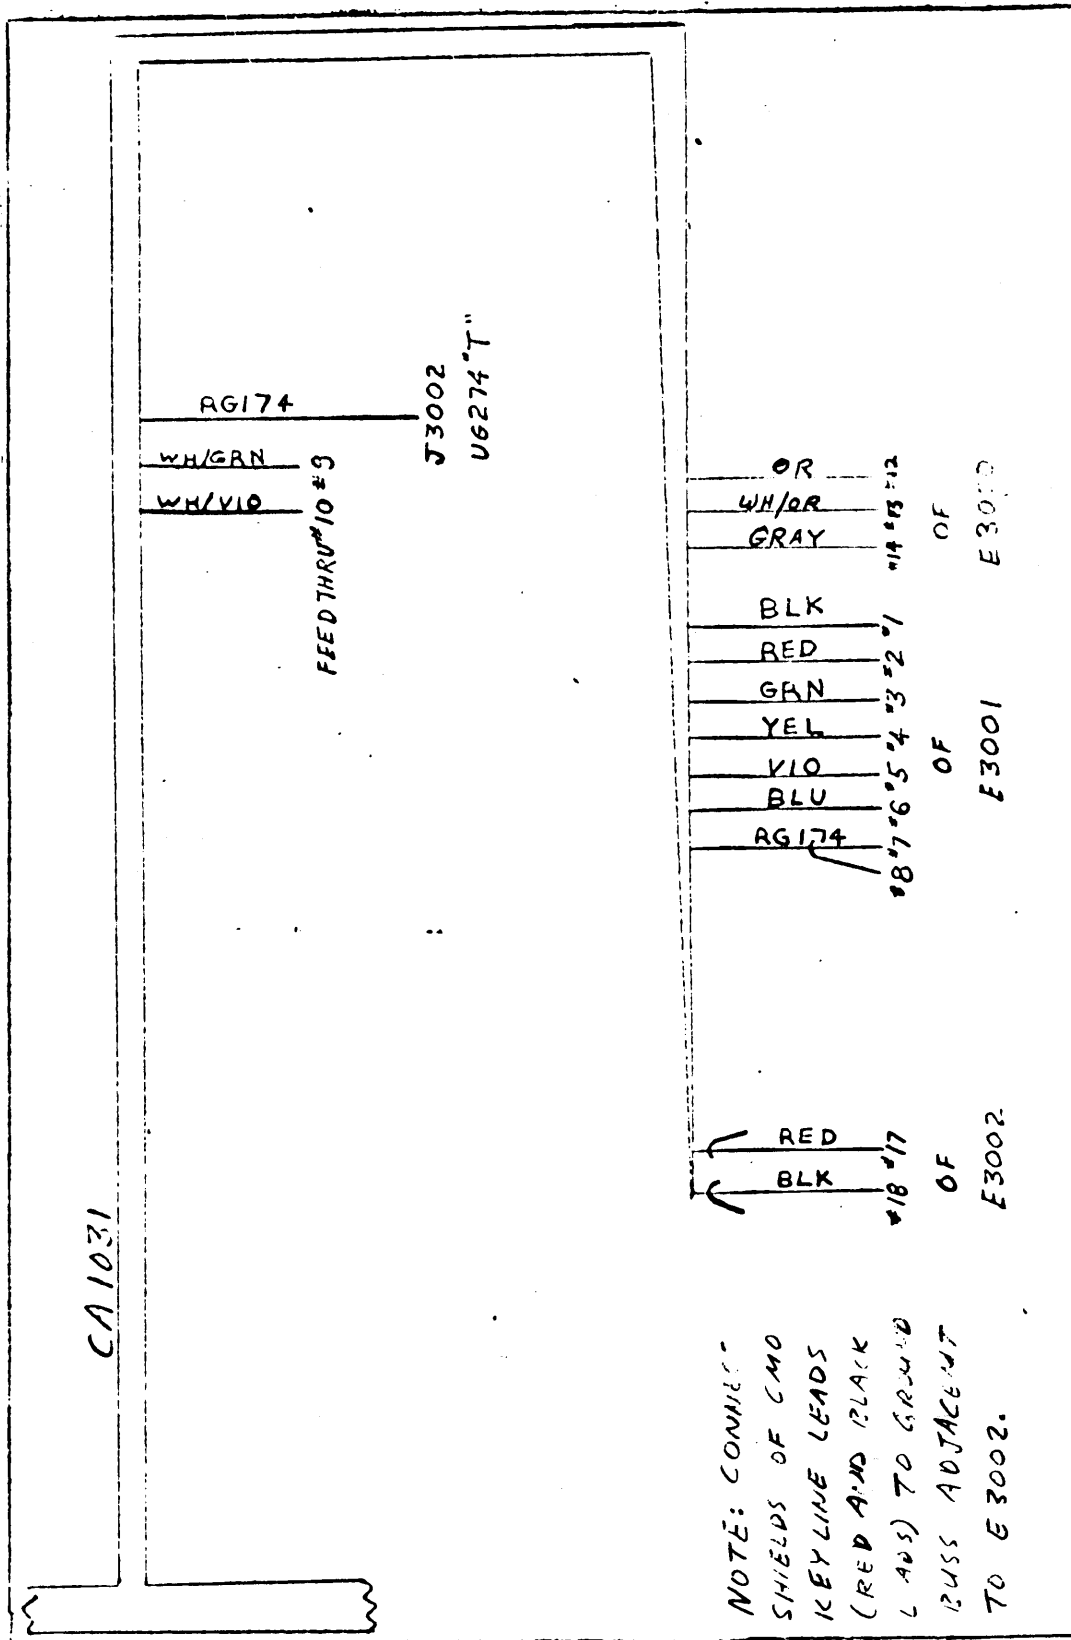 CA 1031
RG174
WH/GRN
WH/VIO
FEEDTHRU #10 #9
J3002
UG274 "T"
RED
BLK
#18 #17
OF
E3002
OR
WH/OR
GRAY
#14 #13 #12
OF
BLK
RED
GRN
YEL
VIO
BLU
RG174
#8 #7 #6 #5 #4 #3 #2 #1
OF
E3001
NOTE: CONNECT
SHIELDS OF CMO
KEYLINE LEADS
(RED AND BLACK
L ADS) TO GROUND
BUSS ADJACENT
TO E3002.